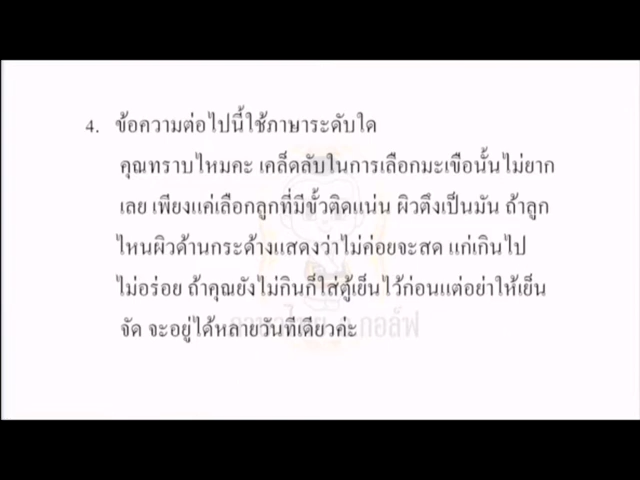 4. ข้อความต่อไปนี้ใช้ภาษาระดับใด
คุณทราบไหมคะ เคล็ดลับในการเลือกมะเขือนั้นไม่ยาก
เลย เพียงแค่เลือกลูกที่มีขั้วติดแน่น ผิวตึงเป็นมัน ถ้าลูก
ไหนผิวด้านกระด้างแสดงว่าไม่ค่อยจะสด แก่เกินไป
ไม่อร่อย ถ้าคุณยังไม่กินก็ใส่ตู้เย็นไว้ก่อนแต่อย่าให้เย็น
จัด จะอยู่ได้หลายวันทีเดียวค่ะ